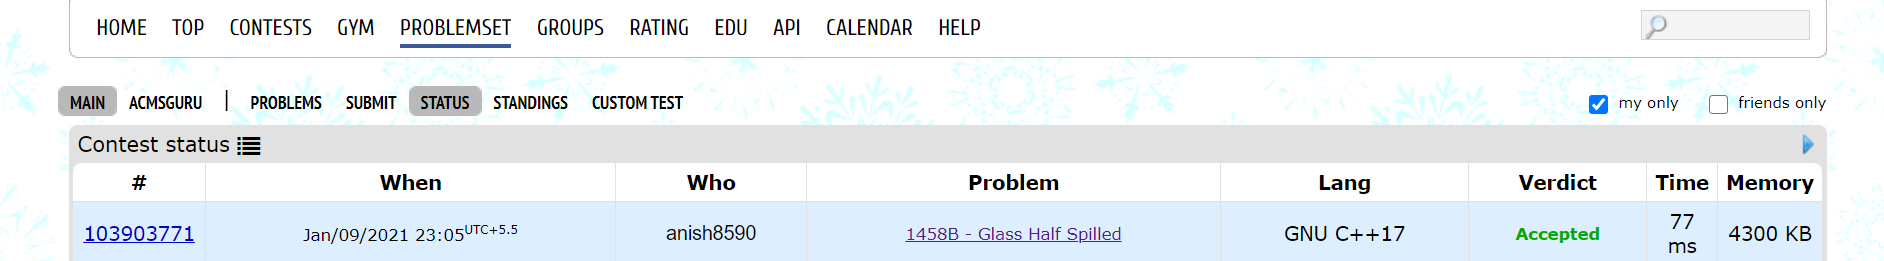 HOME TOP CONTESTS GYM PROBLEMSET GROUPS RATING EDU API CALENDAR HELP
MAIN ACMSGURU | PROBLEMS SUBMIT STATUS STANDINGS CUSTOM TEST my only friends only
Contest status
# When Who Problem Lang Verdict Time Memory
103903771 Jan/09/2021 23:05UTC+5.5 anish8590 1458B - Glass Half Spilled GNU C++17 Accepted 77 ms 4300 KB